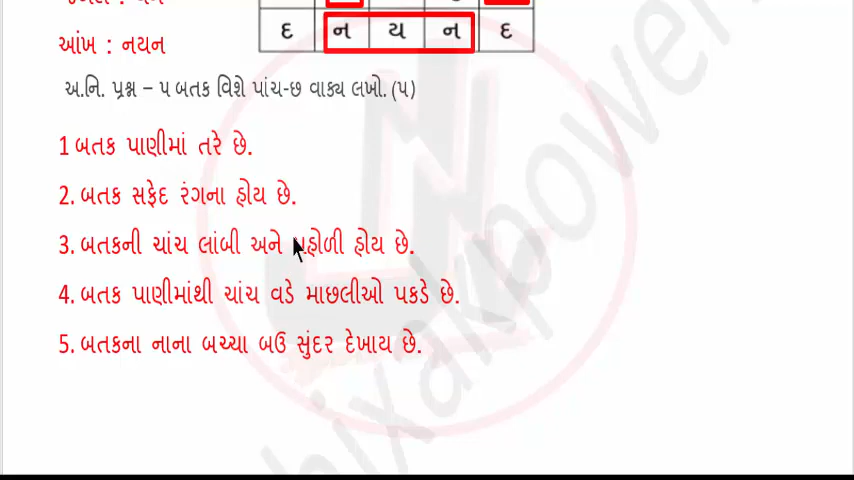 આંખ : નયન
દ ન ય ન દ
અ.નિ. પ્રશ્ન – ૫ બતક વિશે પાંચ-છ વાક્ય લખો. (૫)
1 બતક પાણીમાં તરે છે.
2. બતક સફેદ રંગના હોય છે.
3. બતકની ચાંચ લાંબી અને હોય છે.
4. બતક પાણીમાંથી ચાંચ વડે માછલીઓ પકડે છે.
5. બતકના નાના બચ્ચા બઉ સુંદર દેખાય છે.